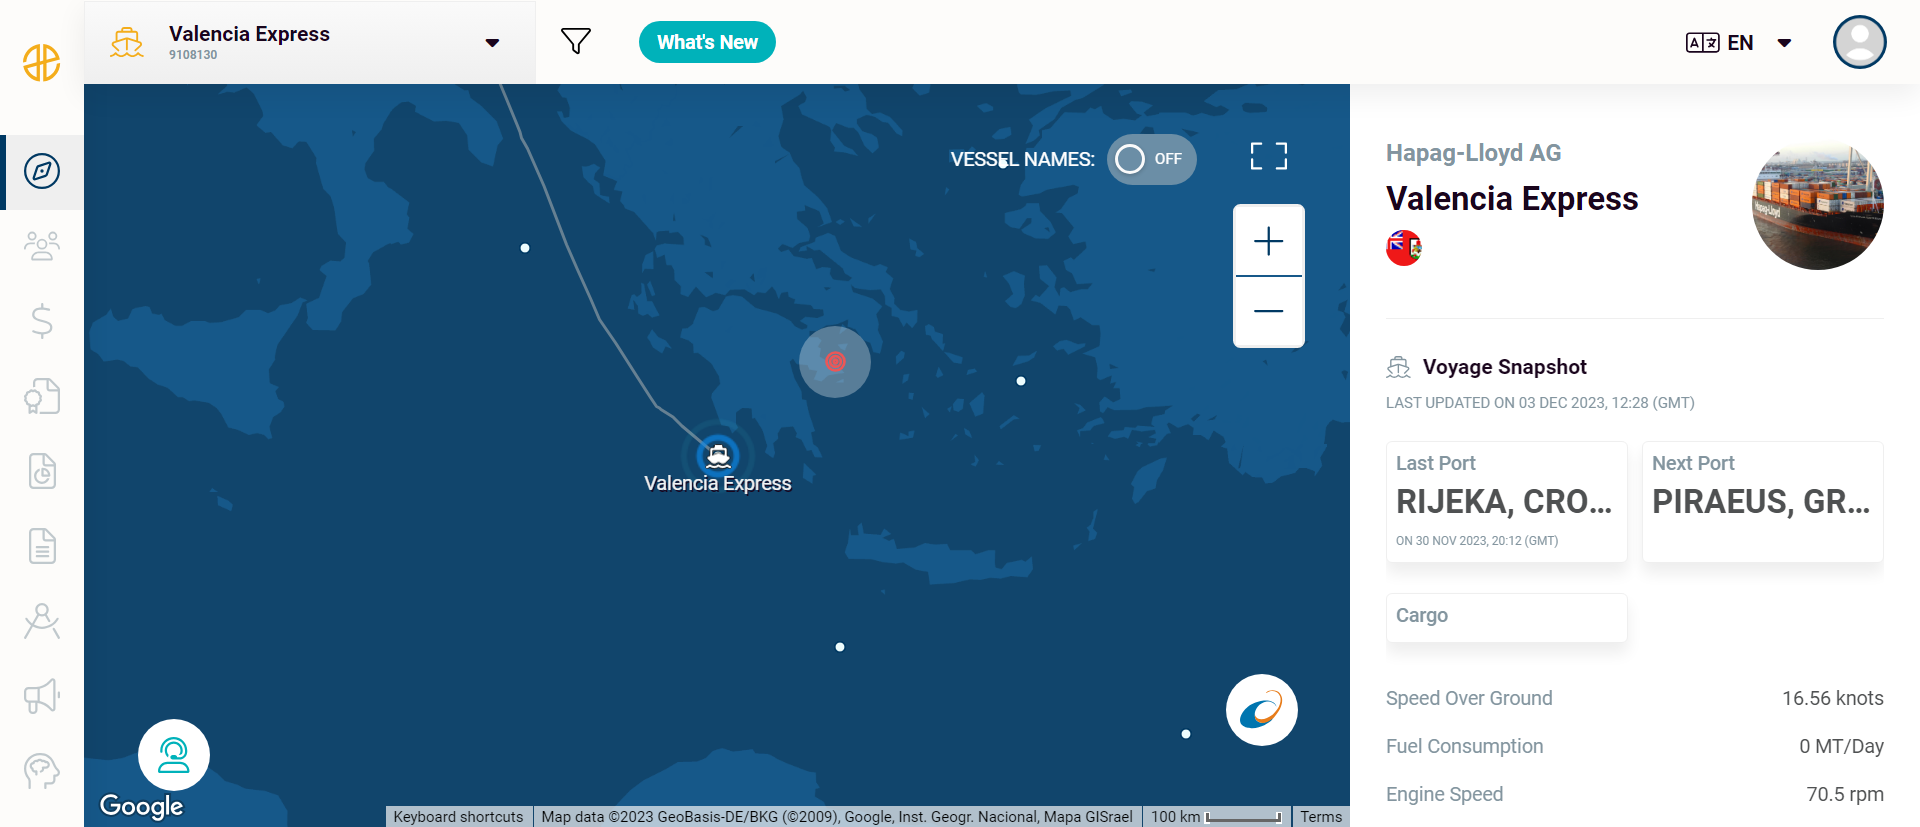 Valencia Express
9108130
What's New
EN
VESSEL NAMES:
OFF
Valencia Express
Google
Keyboard shortcuts
Map data ©2023 GeoBasis-DE/BKG (©2009), Google, Inst. Geogr. Nacional, Mapa GISrael
100 km
Terms
Hapag-Lloyd AG
Valencia Express
Hapag-Lloyd
Voyage Snapshot
LAST UPDATED ON 03 DEC 2023, 12:28 (GMT)
Last Port
RIJEKA, CRO...
ON 30 NOV 2023, 20:12 (GMT)
Next Port
PIRAEUS, GR...
Cargo
Speed Over Ground
16.56 knots
Fuel Consumption
0 MT/Day
Engine Speed
70.5 rpm